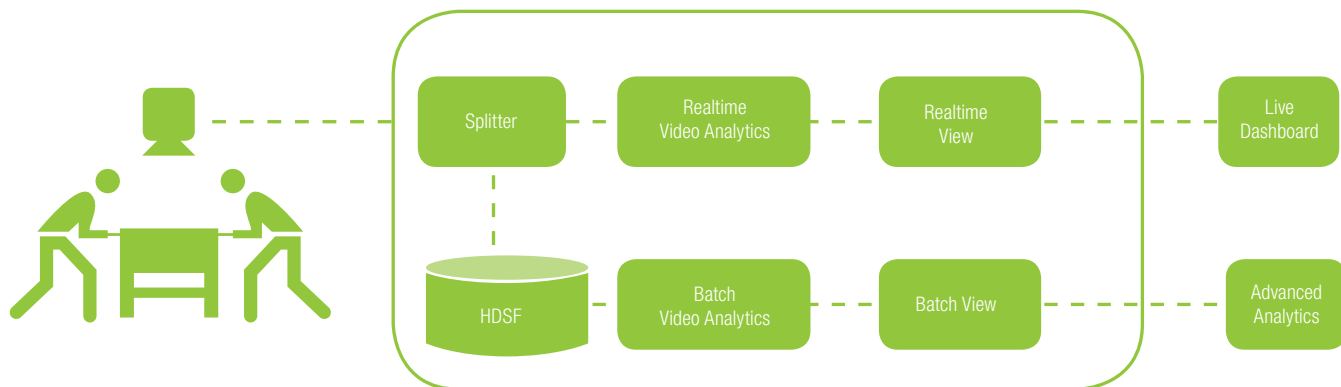 Splitter
Realtime
Video Analytics
Realtime
View
Live
Dashboard
HDSF
Batch
Video Analytics
Batch View
Advanced
Analytics